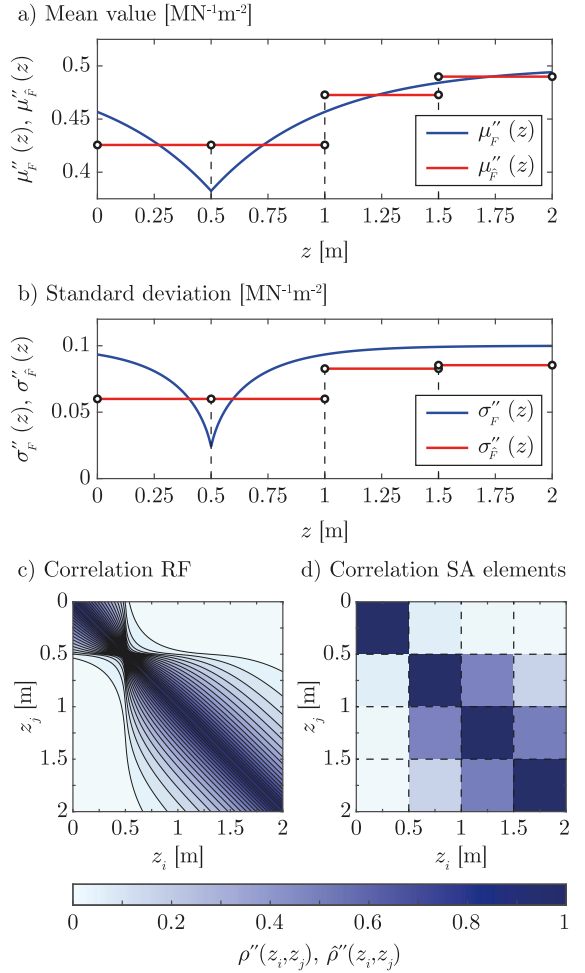 a) Mean value [MN⁻¹m⁻²]
μ″_F(z), μ″_F̂(z)
0.5
0.45
0.4
μ″_F (z)
μ″_F̂ (z)
0 0.25 0.5 0.75 1 1.25 1.5 1.75 2
z [m]
b) Standard deviation [MN⁻¹m⁻²]
σ″_F(z), σ″_F̂(z)
0.1
0.05
0
σ″_F (z)
σ″_F̂ (z)
0 0.25 0.5 0.75 1 1.25 1.5 1.75 2
z [m]
c) Correlation RF
z_j [m]
0
0.5
1
1.5
2
0 0.5 1 1.5 2
z_i [m]
d) Correlation SA elements
z_j [m]
0
0.5
1
1.5
2
0 0.5 1 1.5 2
z_i [m]
0 0.2 0.4 0.6 0.8 1
ρ″(z_i,z_j), ρ̂″(z_i,z_j)